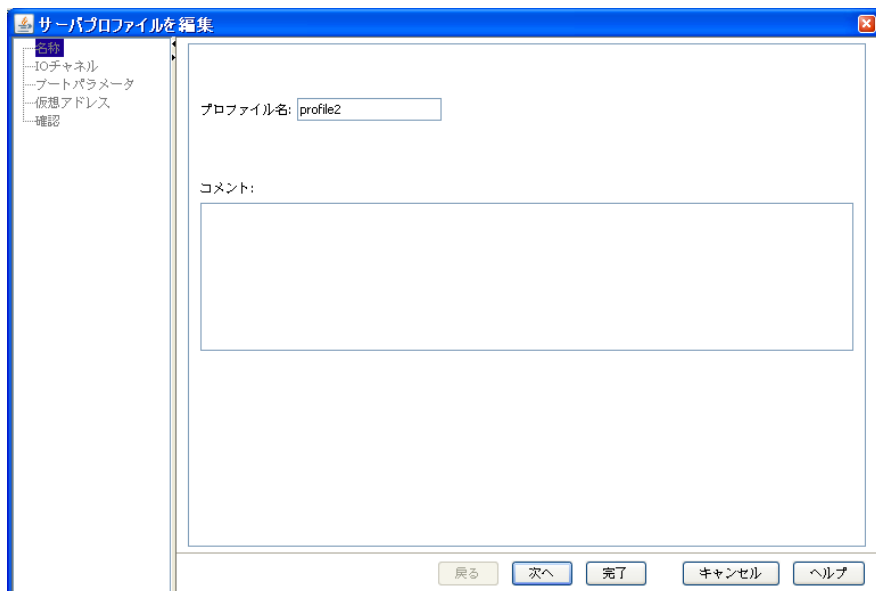 サーバプロファイルを編集
名称
IOチャネル
ブートパラメータ
仮想アドレス
確認
プロファイル名: profile2
コメント:
戻る 次へ 完了 キャンセル ヘルプ